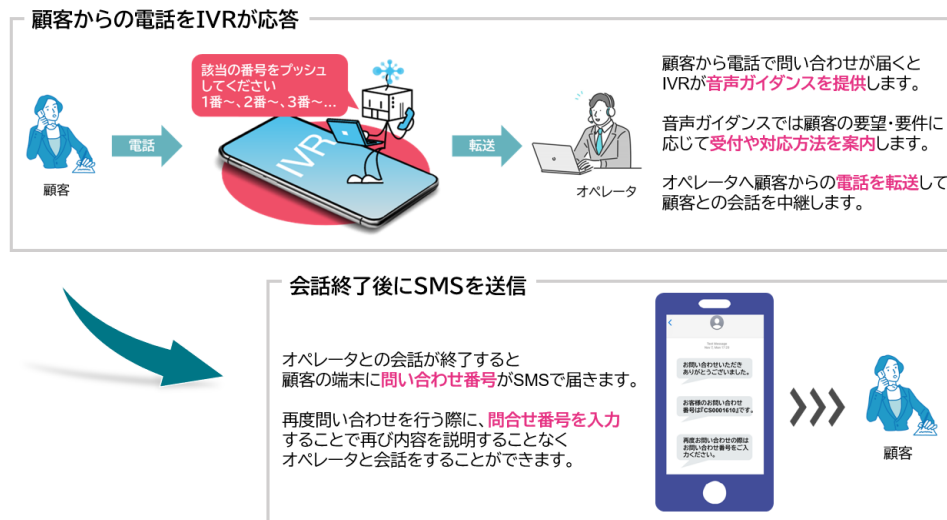 顧客からの電話をIVRが応答
該当の番号をプッシュ
してください
1番～、2番～、3番～...
IVR
電話
転送
顧客
オペレータ
顧客から電話で問い合わせが届くと
IVRが音声ガイダンスを提供します。
音声ガイダンスでは顧客の要望・要件に
応じて受付や対応方法を案内します。
オペレータへ顧客からの電話を転送して
顧客との会話を中継します。
会話終了後にSMSを送信
オペレータとの会話が終了すると
顧客の端末に問い合わせ番号がSMSで届きます。
再度問い合わせを行う際に、問合せ番号を入力
することで再び内容を説明することなく
オペレータと会話をすることができます。
Text Message
お問い合わせいただき
ありがとうございました。
お客様のお問い合わせ
番号は「CS0001610」です。
再度お問い合わせの際は
お問い合わせ番号をご入
力ください。
顧客